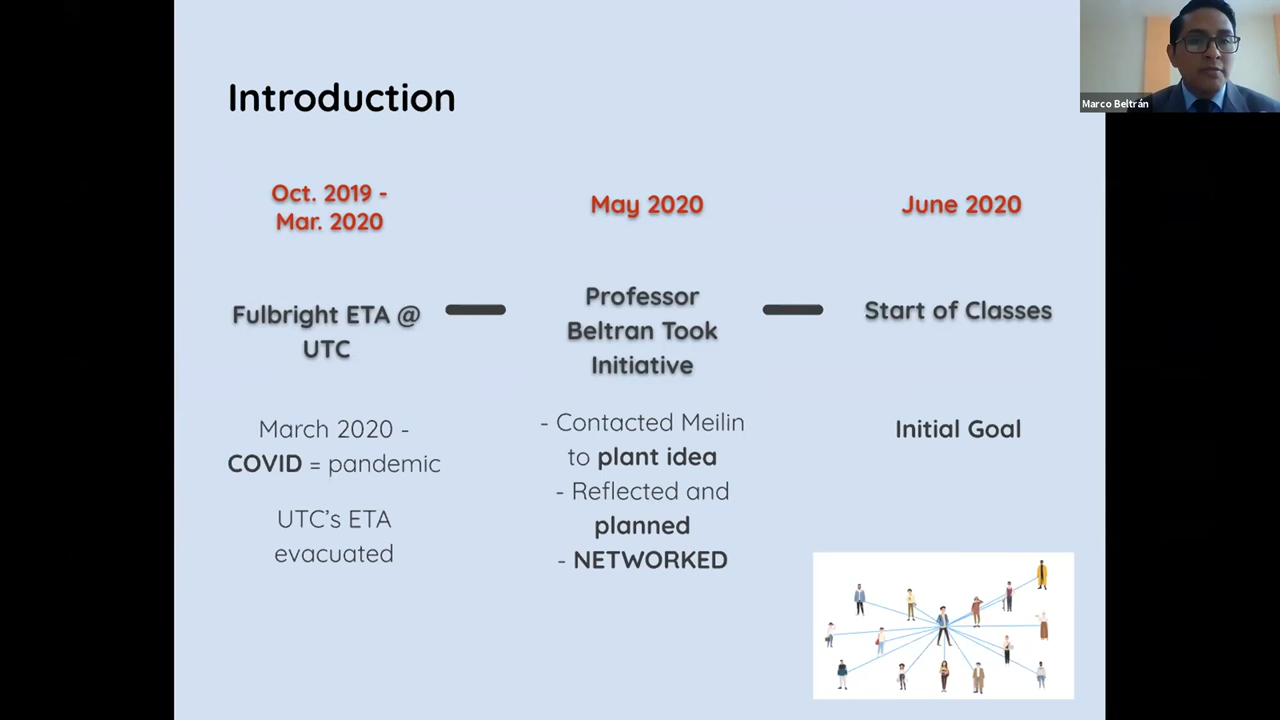 Introduction
Marco Beltrán
Oct. 2019 -
Mar. 2020
Fulbright ETA @
UTC
March 2020 -
COVID = pandemic
UTC's ETA
evacuated
May 2020
Professor
Beltran Took
Initiative
- Contacted Meilin
to plant idea
- Reflected and
planned
- NETWORKED
June 2020
Start of Classes
Initial Goal